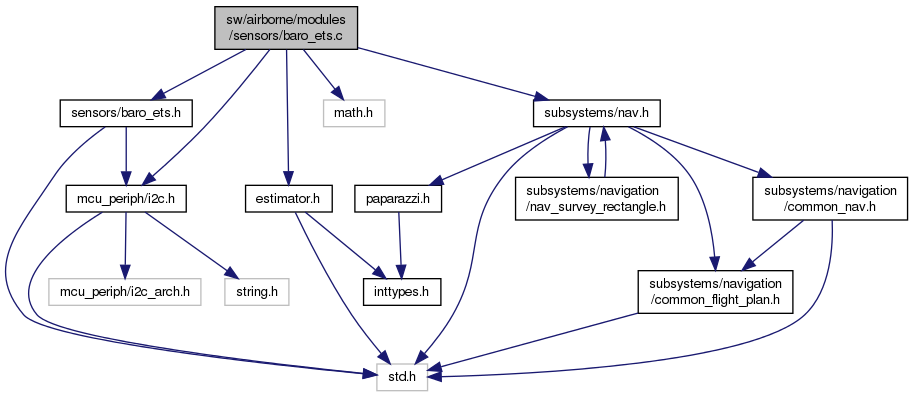 sw/airborne/modules
/sensors/baro_ets.c
sensors/baro_ets.h
math.h
subsystems/nav.h
mcu_periph/i2c.h
estimator.h
paparazzi.h
subsystems/navigation
/nav_survey_rectangle.h
subsystems/navigation
/common_nav.h
mcu_periph/i2c_arch.h
string.h
inttypes.h
subsystems/navigation
/common_flight_plan.h
std.h